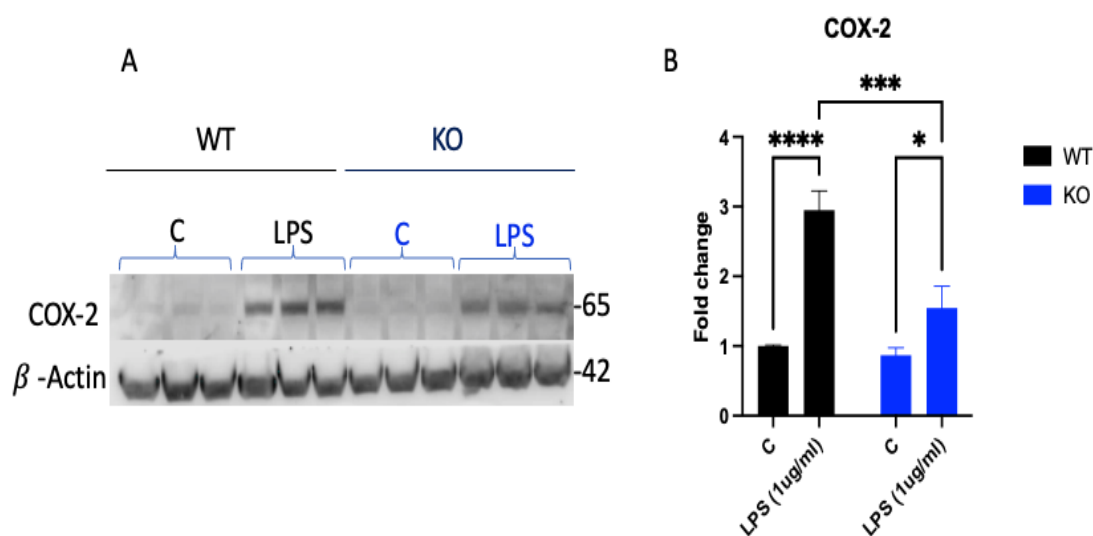 A
WT
KO
C
LPS
C
LPS
COX-2
-65
β -Actin
-42
B
COX-2
***
****
*
Fold change
4
3
2
1
0
C
LPS (1ug/ml)
C
LPS (1ug/ml)
WT
KO